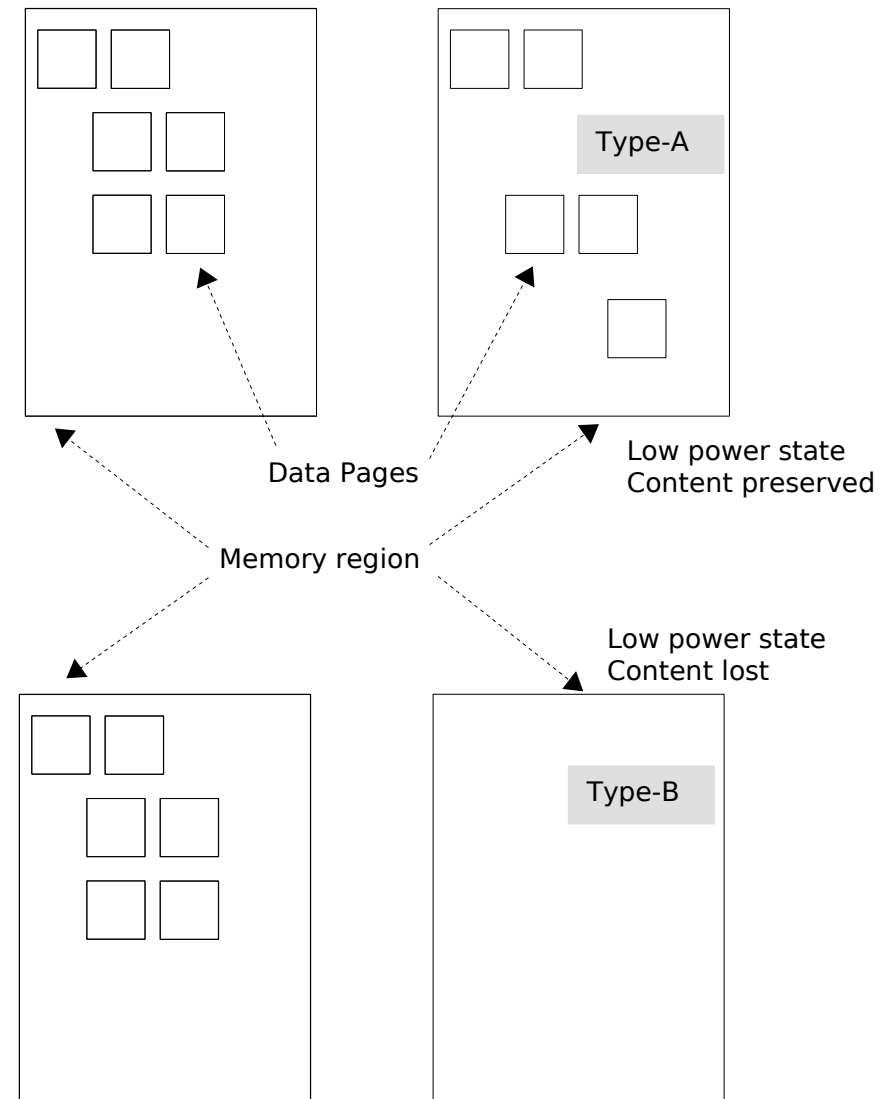 Type-A
Low power state
Content preserved
Data Pages
Memory region
Low power state
Content lost
Type-B